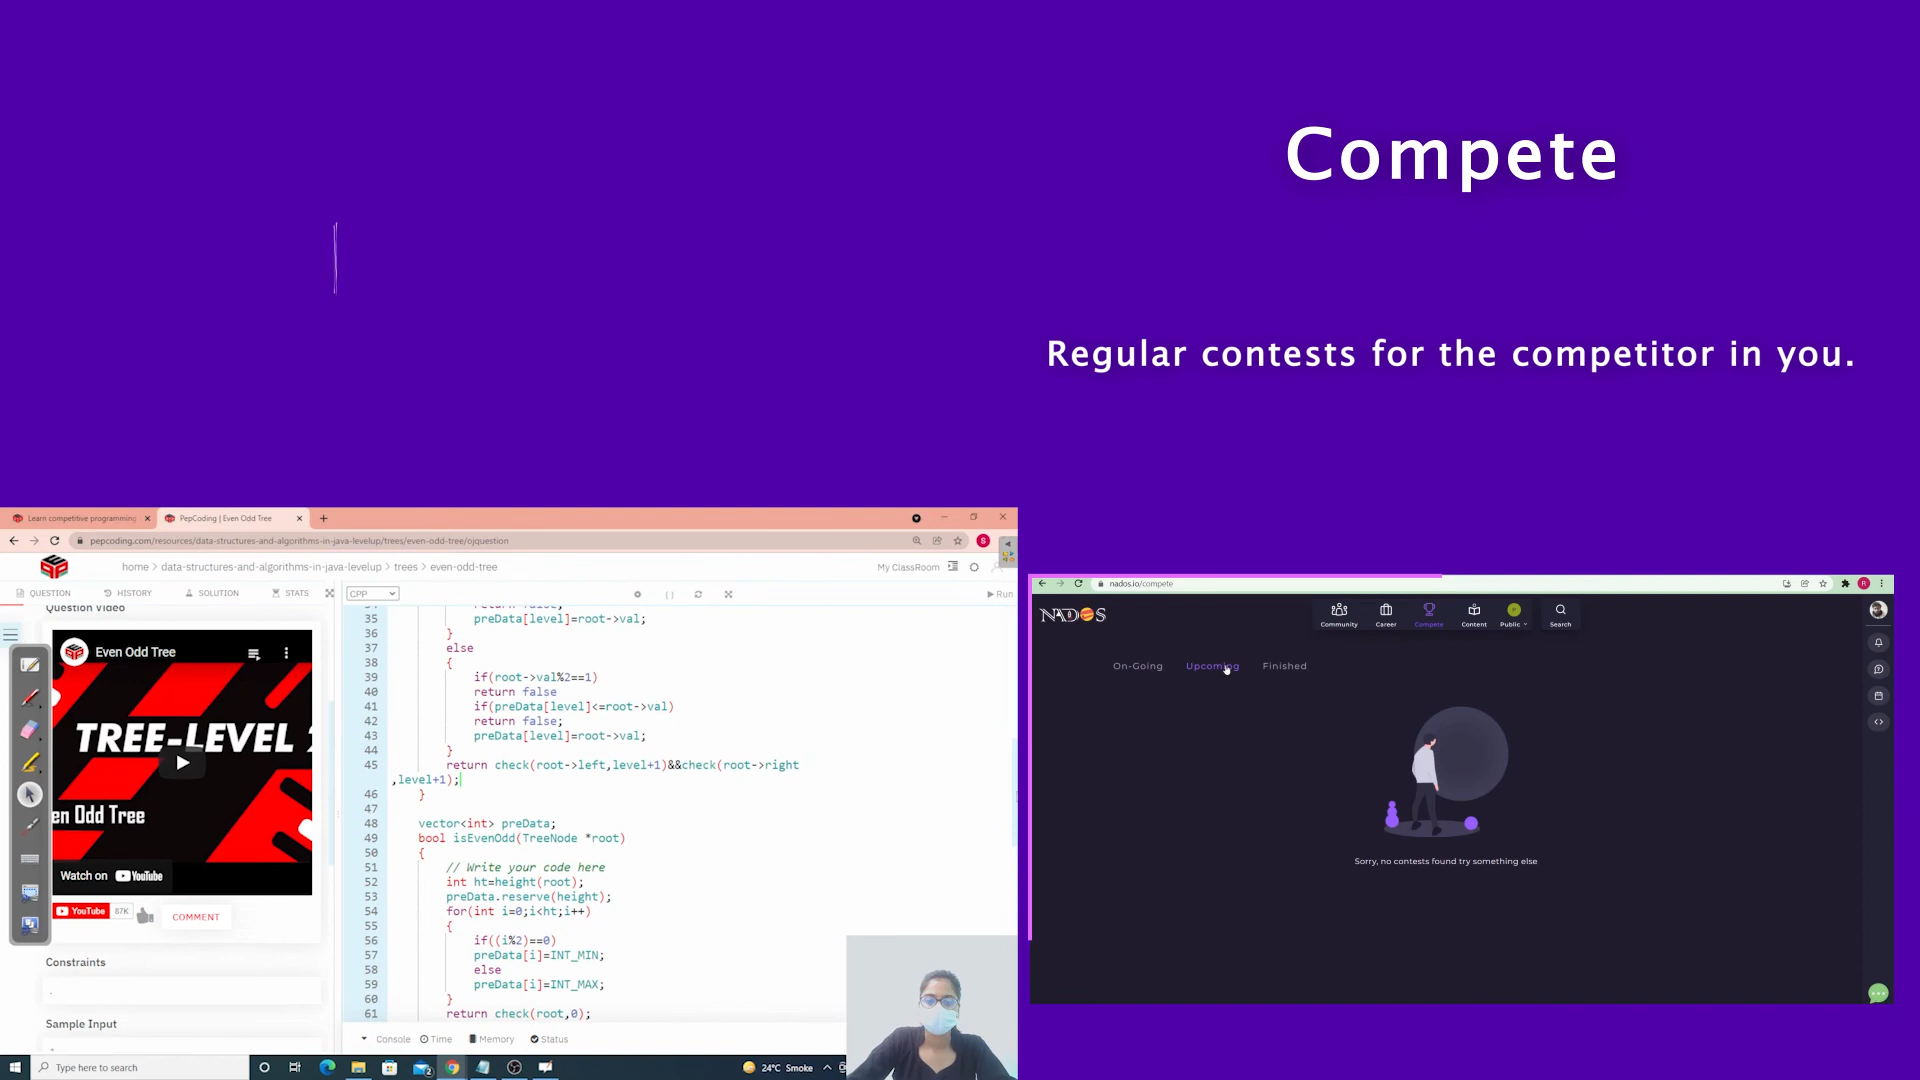 Compete
Regular contests for the competitor in you.
Learn competitive programming
PepCoding | Even Odd Tree
pepcoding.com/resources/data-structures-and-algorithms-in-java-levelup/trees/even-odd-tree/ojquestion
S
home > data-structures-and-algorithms-in-java-levelup > trees > even-odd-tree
My ClassRoom
QUESTION
HISTORY
SOLUTION
STATS
CPP
Run
Question Video
Even Odd Tree
TREE-LEVEL
en Odd Tree
Watch on YouTube
YouTube 87K
COMMENT
Constraints
.
Sample Input
return false;
35 preData[level]=root->val;
36 }
37 else
38 {
39 if(root->val%2==1)
40 return false
41 if(preData[level]<=root->val)
42 return false;
43 preData[level]=root->val;
44 }
45 return check(root->left,level+1)&&check(root->right
,level+1);
46 }
47
48 vector<int> preData;
49 bool isEvenOdd(TreeNode *root)
50 {
51 // Write your code here
52 int ht=height(root);
53 preData.reserve(height);
54 for(int i=0;i<ht;i++)
55 {
56 if((i%2)==0)
57 preData[i]=INT_MIN;
58 else
59 preData[i]=INT_MAX;
60 }
61 return check(root,0);
Console Time Memory Status
Type here to search
24°C Smoke
nados.io/compete
R
NADOS
Community
Career
Compete
Content
Public
Search
On-Going
Upcoming
Finished
Sorry, no contests found try something else